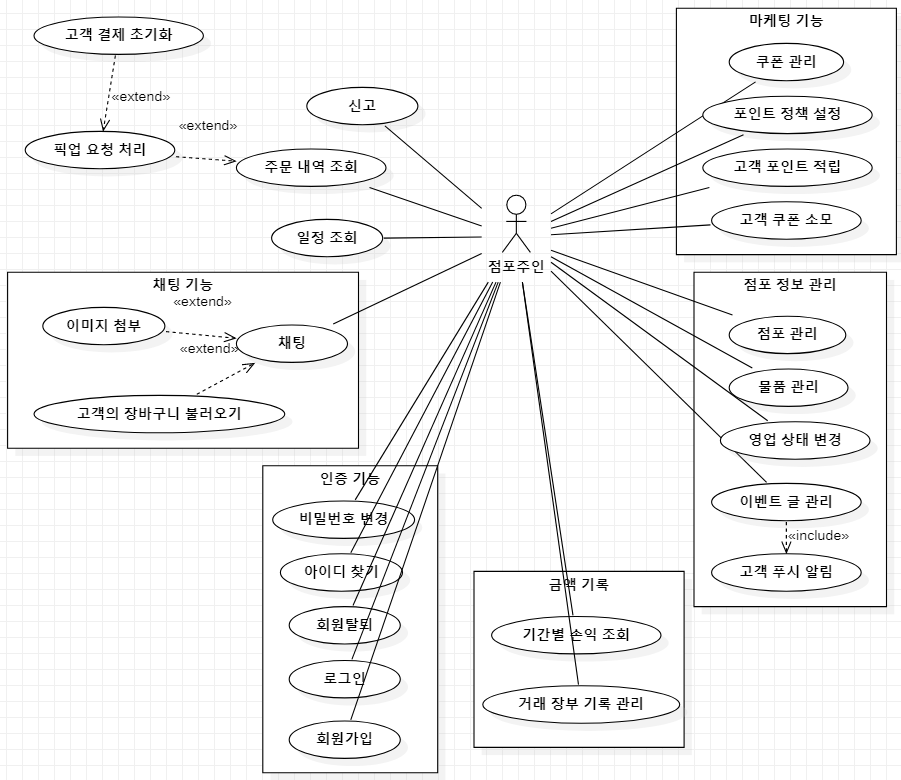 고객 결제 초기화
«extend»
픽업 요청 처리
«extend»
주문 내역 조회
신고
일정 조회
점포주인
마케팅 기능
쿠폰 관리
포인트 정책 설정
고객 포인트 적립
고객 쿠폰 소모
채팅 기능
«extend»
이미지 첨부
채팅
«extend»
고객의 장바구니 불러오기
점포 정보 관리
점포 관리
물품 관리
영업 상태 변경
이벤트 글 관리
«include»
고객 푸시 알림
인증 기능
비밀번호 변경
아이디 찾기
회원탈퇴
로그인
회원가입
금액 기록
기간별 손익 조회
거래 장부 기록 관리